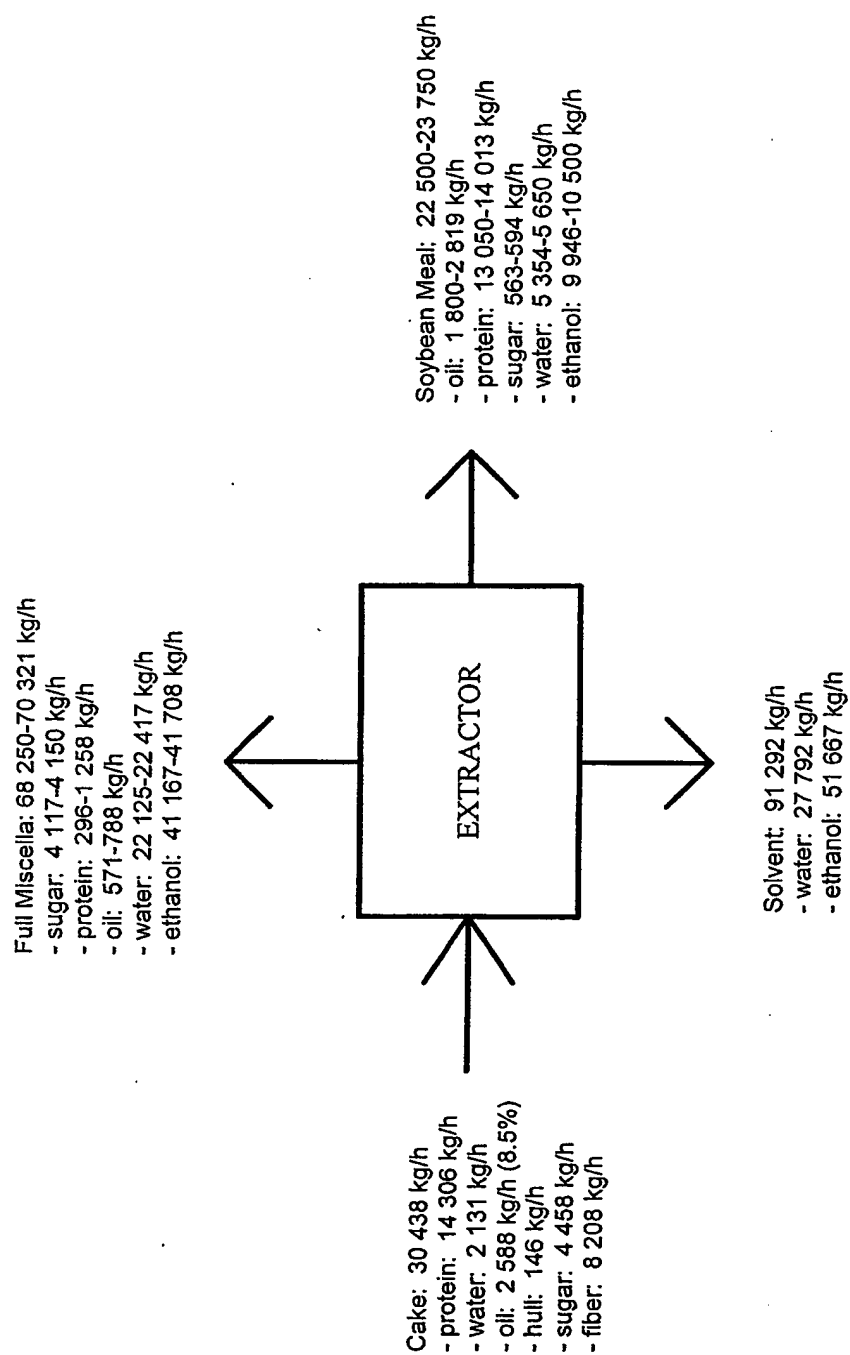 Full Miscella: 68 250-70 321 kg/h
- sugar: 4 117-4 150 kg/h
- protein: 296-1 258 kg/h
- oil: 571-788 kg/h
- water: 22 125-22 417 kg/h
- ethanol: 41 167-41 708 kg/h
Cake: 30 438 kg/h
- protein: 14 306 kg/h
- water: 2 131 kg/h
- oil: 2 588 kg/h (8.5%)
- hull: 146 kg/h
- sugar: 4 458 kg/h
- fiber: 8 208 kg/h
EXTRACTOR
Soybean Meal: 22 500-23 750 kg/h
- oil: 1 800-2 819 kg/h
- protein: 13 050-14 013 kg/h
- sugar: 563-594 kg/h
- water: 5 354-5 650 kg/h
- ethanol: 9 946-10 500 kg/h
Solvent: 91 292 kg/h
- water: 27 792 kg/h
- ethanol: 51 667 kg/h